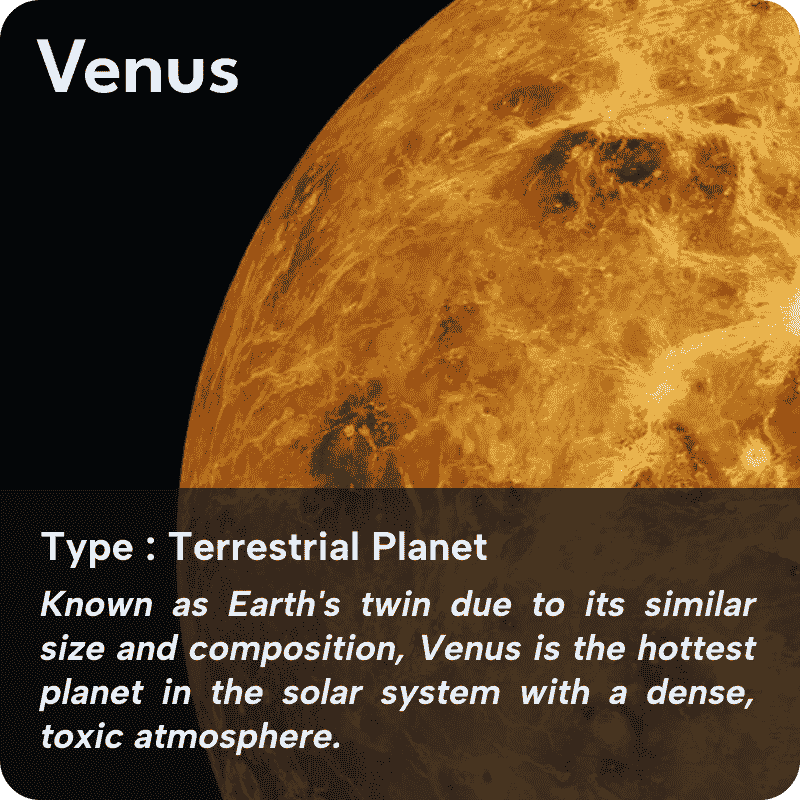 Venus
Type : Terrestrial Planet
Known as Earth's twin due to its similar
size and composition, Venus is the hottest
planet in the solar system with a dense,
toxic atmosphere.